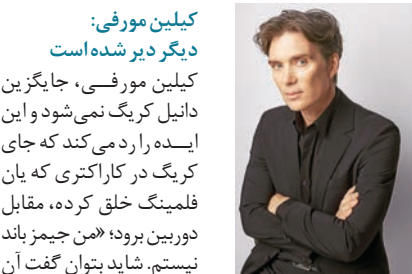 کیلین مورفی:
دیگر دیر شده است
کیلین مورفــی، جایگزین
دانیل کریگ نمی‌شود و این
ایــده را رد می‌کند که جای
کریگ در کاراکتری که یان
فلمینگ خلق کرده، مقابل
دوربین برود؛ «من جیمز باند
نیستم. شاید بتوان گفت آن